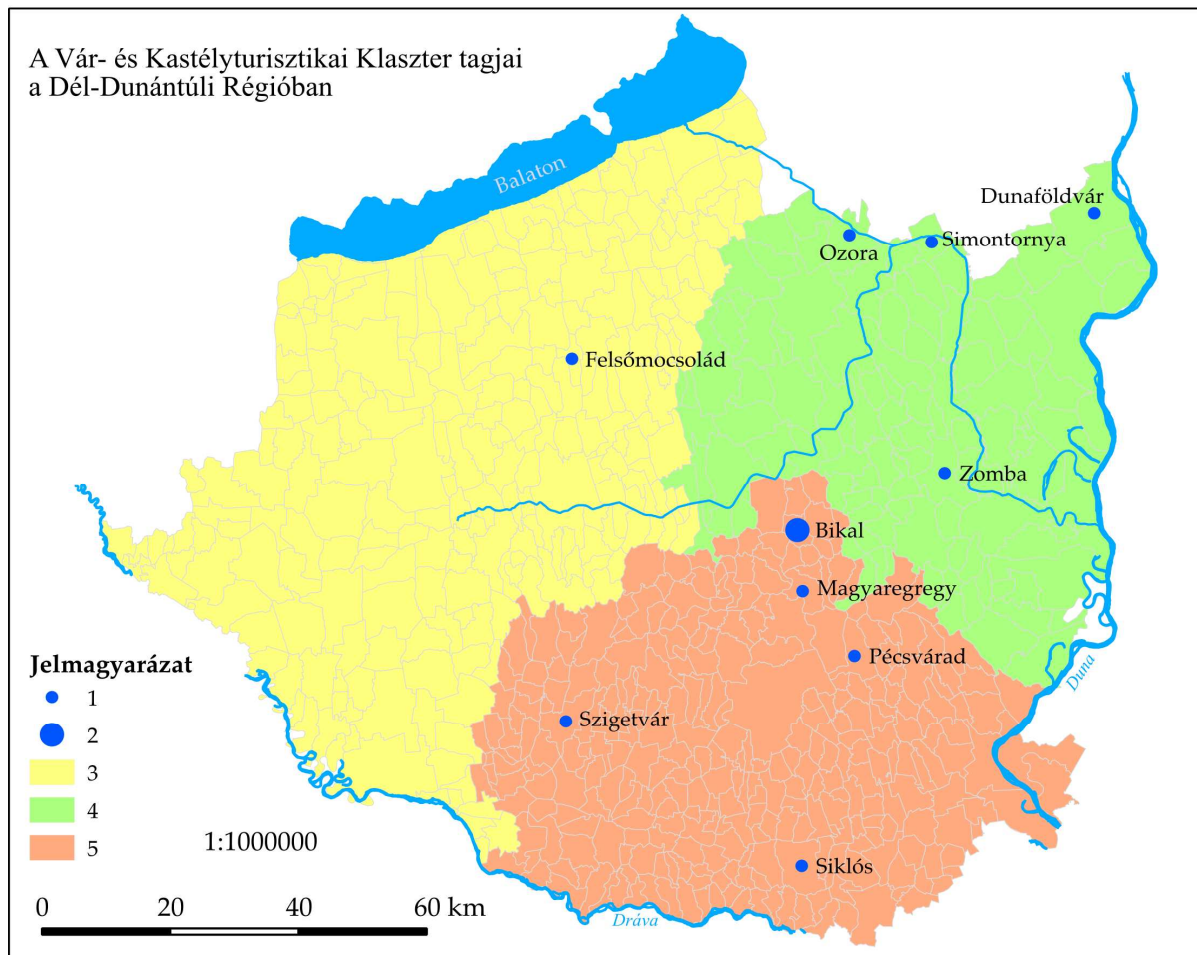 A Vár- és Kastélyturisztikai Klaszter tagjai
a Dél-Dunántúli Régióban
Balaton
Dunaföldvár
Ozora
Simontornya
Felsőmocsolád
Zomba
Bikal
Magyaregregy
Pécsvárad
Duna
Szigetvár
Siklós
Dráva
Jelmagyarázat
1
2
3
4
5
1:1000000
0 20 40 60 km